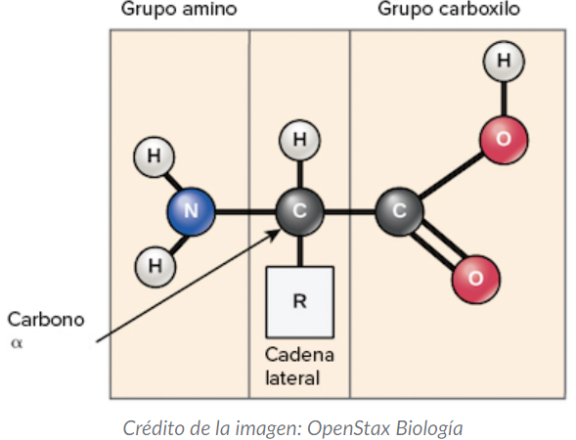 Grupo amino
Grupo carboxilo
H
H
H
O
N
C
C
H
O
R
Carbono
α
Cadena
lateral
Crédito de la imagen: OpenStax Biología